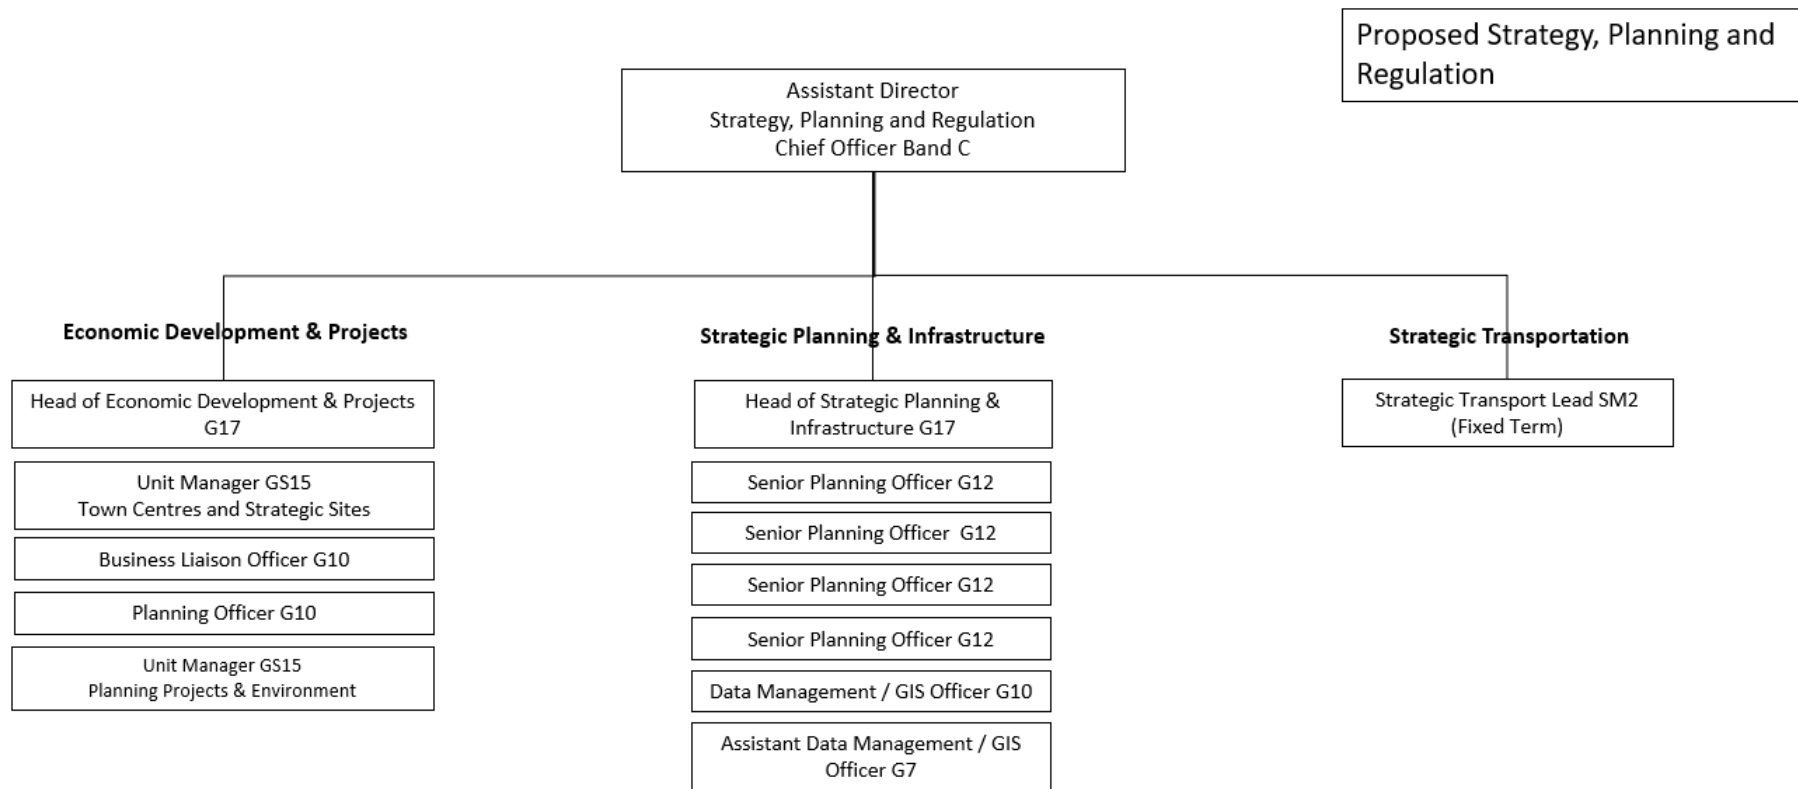 Proposed Strategy, Planning and
Regulation
Assistant Director
Strategy, Planning and Regulation
Chief Officer Band C
Economic Development & Projects
Head of Economic Development & Projects
G17
Unit Manager GS15
Town Centres and Strategic Sites
Business Liaison Officer G10
Planning Officer G10
Unit Manager GS15
Planning Projects & Environment
Strategic Planning & Infrastructure
Head of Strategic Planning &
Infrastructure G17
Senior Planning Officer G12
Senior Planning Officer  G12
Senior Planning Officer G12
Senior Planning Officer G12
Data Management / GIS Officer G10
Assistant Data Management / GIS
Officer G7
Strategic Transportation
Strategic Transport Lead SM2
(Fixed Term)